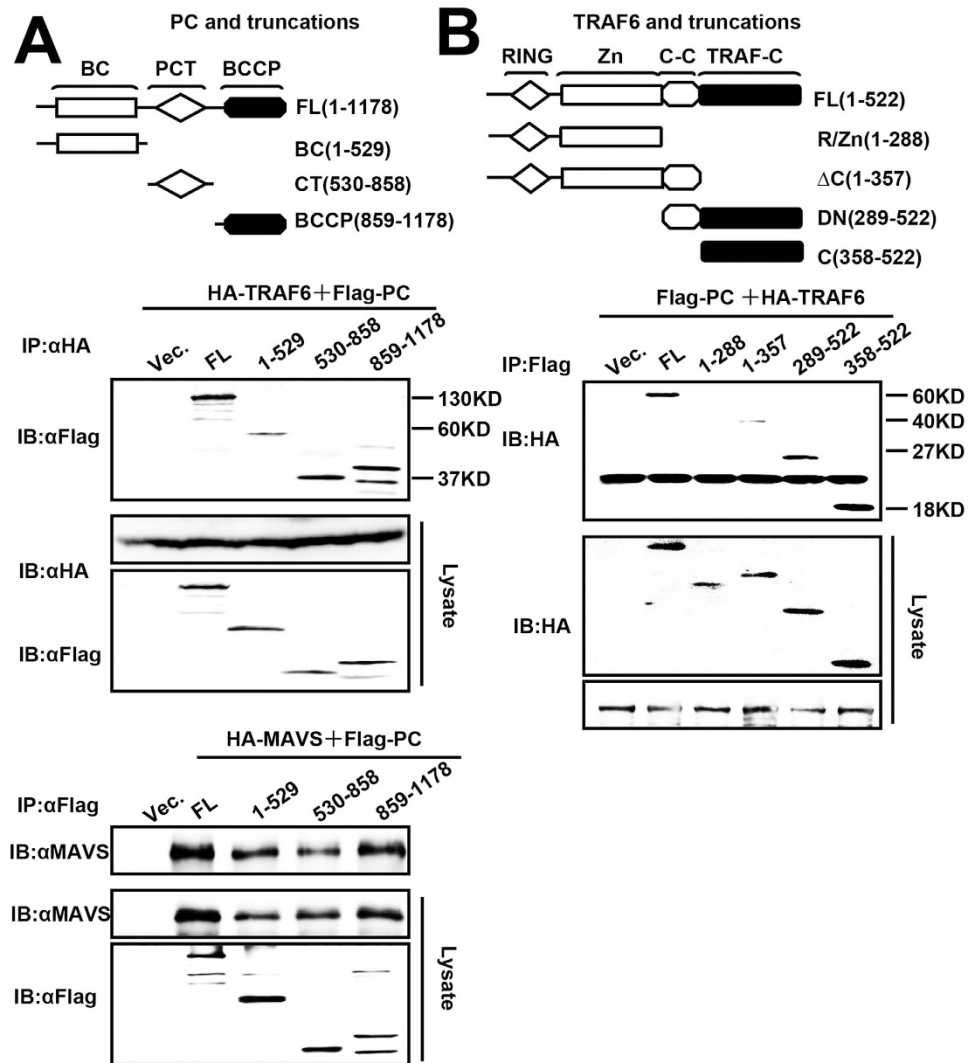 A
PC and truncations
BC PCT BCCP
FL(1-1178)
BC(1-529)
CT(530-858)
BCCP(859-1178)
HA-TRAF6+Flag-PC
IP:αHA
Vec. FL 1-529 530-858 859-1178
130KD
60KD
IB:αFlag
37KD
IB:αHA
IB:αFlag
Lysate
HA-MAVS+Flag-PC
IP:αFlag
Vec. FL 1-529 530-858 859-1178
IB:αMAVS
IB:αMAVS
IB:αFlag
Lysate
B
TRAF6 and truncations
RING Zn C-C TRAF-C
FL(1-522)
R/Zn(1-288)
ΔC(1-357)
DN(289-522)
C(358-522)
Flag-PC +HA-TRAF6
IP:Flag
Vec. FL 1-288 1-357 289-522 358-522
60KD
40KD
IB:HA
27KD
18KD
IB:HA
Lysate